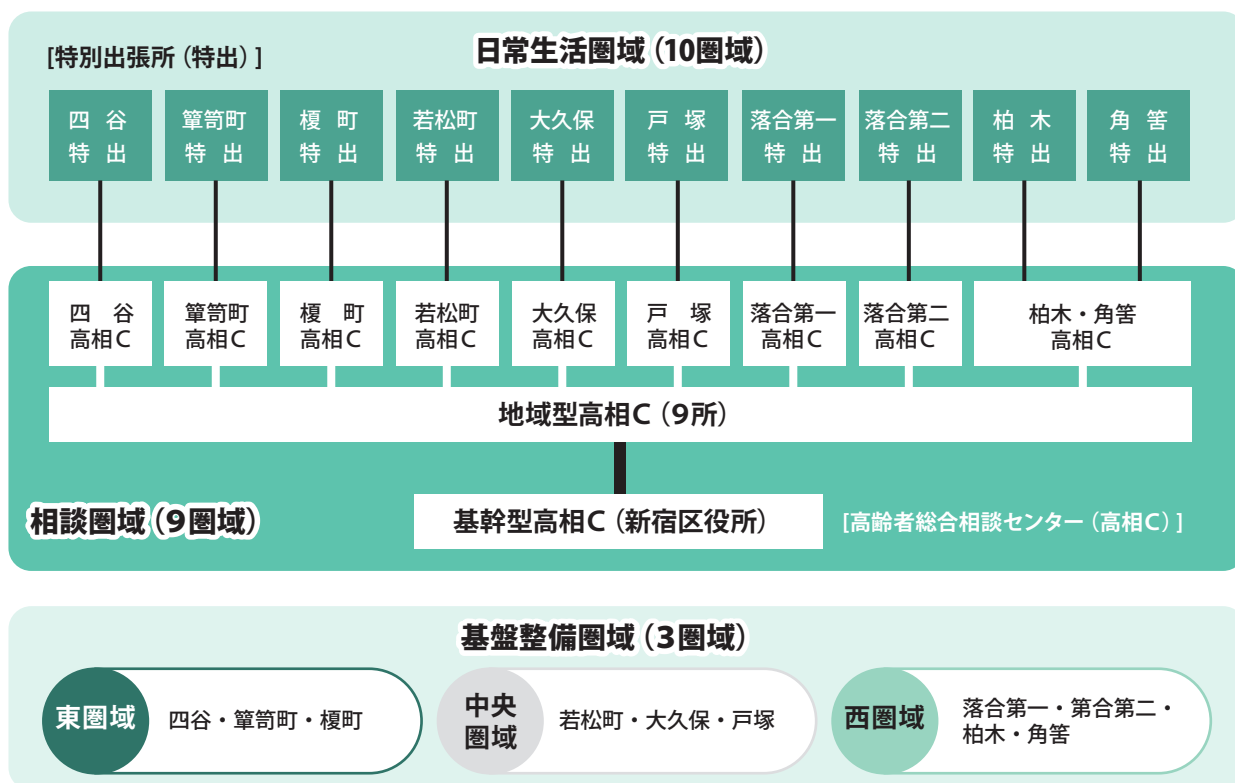 日常生活圏域（10圏域）
[特別出張所（特出）]
四谷
特出
簞笥町
特出
榎町
特出
若松町
特出
大久保
特出
戸塚
特出
落合第一
特出
落合第二
特出
柏木
特出
角筈
特出
四谷
高相C
簞笥町
高相C
榎町
高相C
若松町
高相C
大久保
高相C
戸塚
高相C
落合第一
高相C
落合第二
高相C
柏木・角筈
高相C
地域型高相C（9所）
相談圏域（9圏域）
基幹型高相C（新宿区役所）
[高齢者総合相談センター（高相C）]
基盤整備圏域（3圏域）
東圏域
四谷・簞笥町・榎町
中央
圏域
若松町・大久保・戸塚
西圏域
落合第一・第合第二・
柏木・角筈